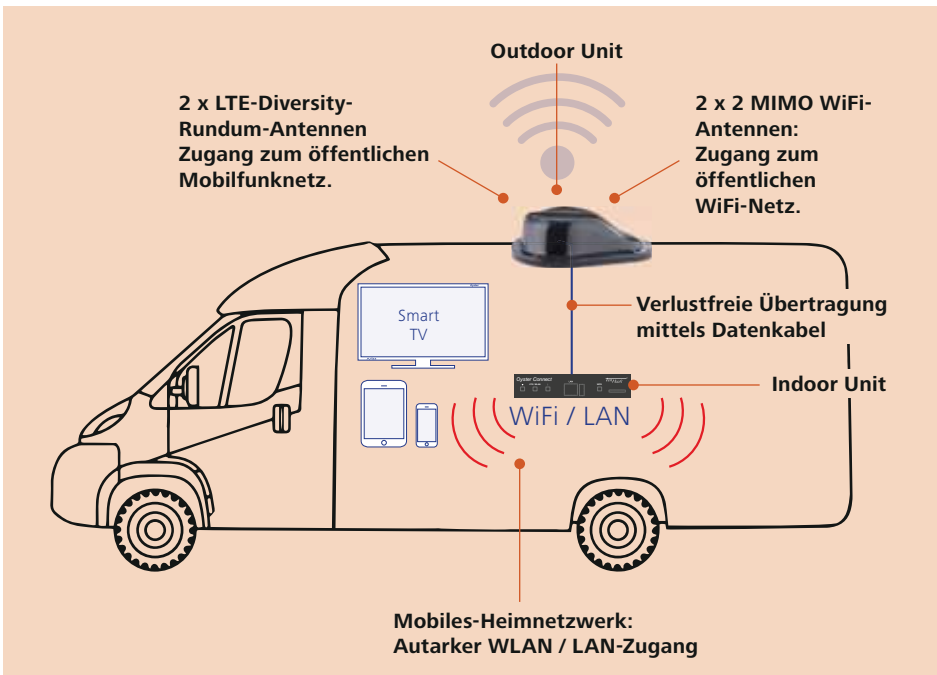 Outdoor Unit
2 x LTE-Diversity-
Rundum-Antennen
Zugang zum öffentlichen
Mobilfunknetz.
2 x 2 MIMO WiFi-
Antennen:
Zugang zum
öffentlichen
WiFi-Netz.
Smart
TV
Verlustfreie Übertragung
mittels Datenkabel
Oyster Connect
Indoor Unit
WiFi / LAN
Mobiles-Heimnetzwerk:
Autarker WLAN / LAN-Zugang